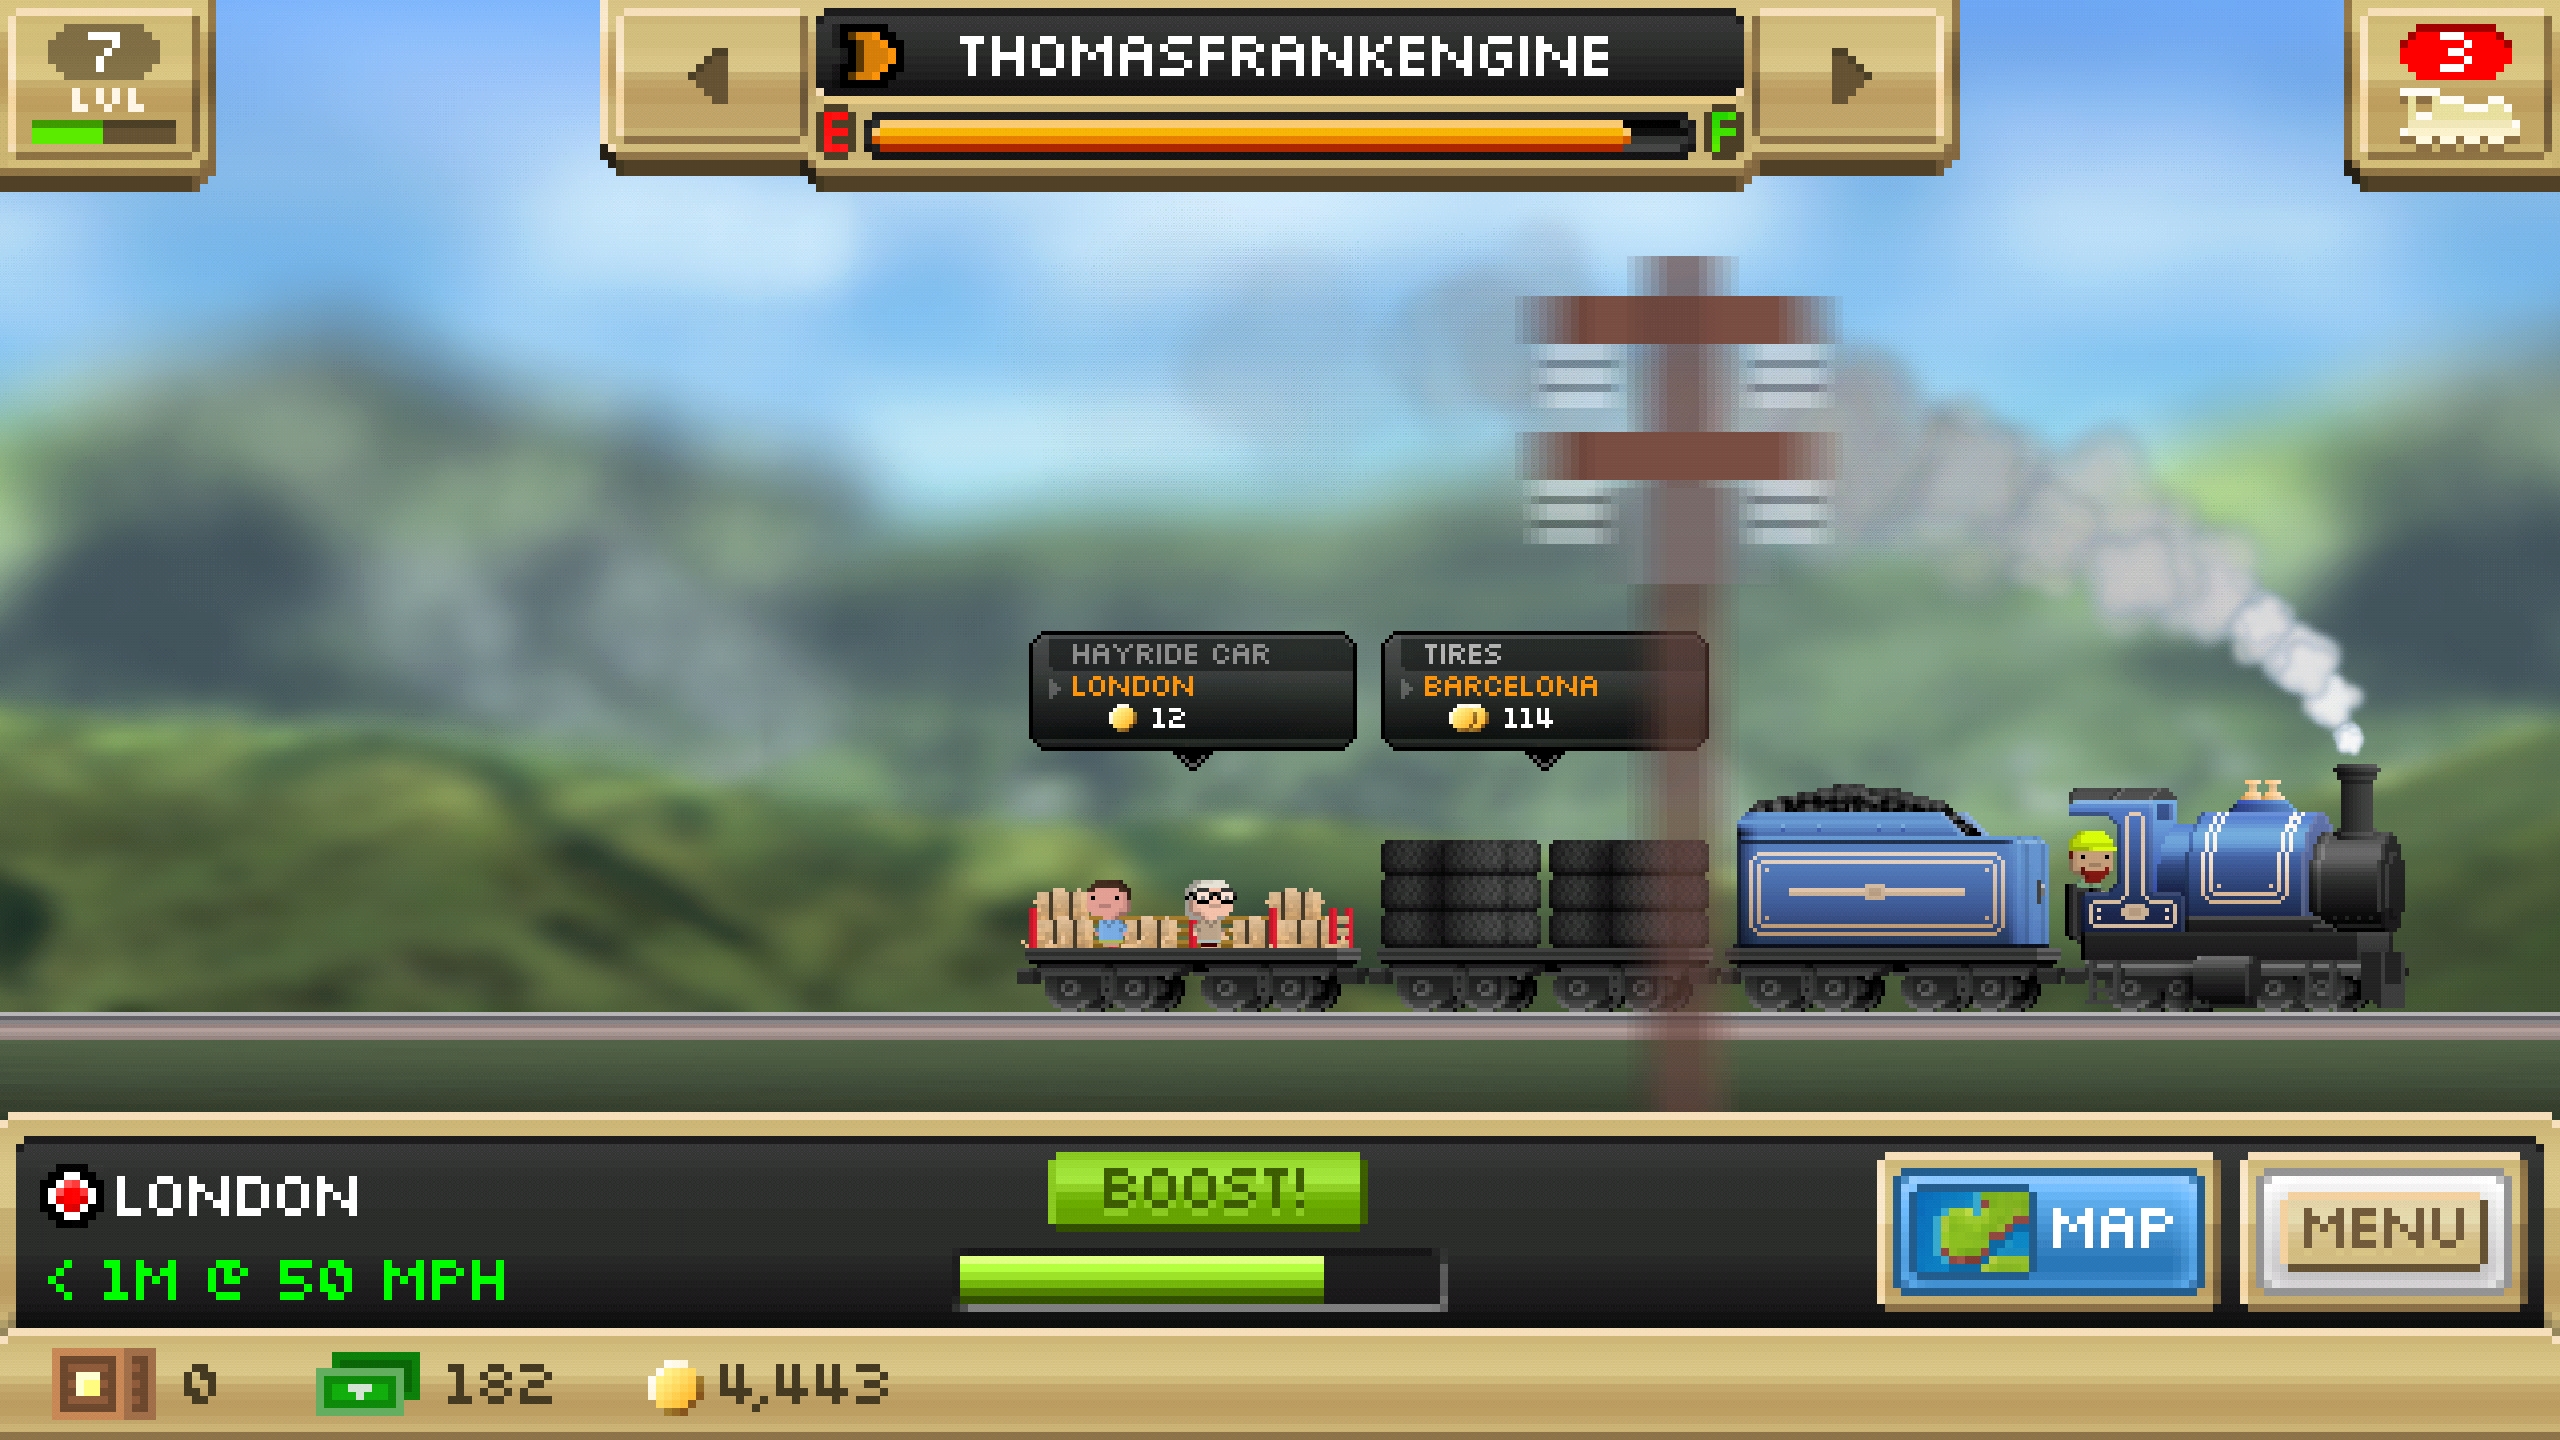 7
LVL
THOMASFRANKENGINE
E F
3
HAYRIDE CAR
LONDON
12
TIRES
BARCELONA
114
LONDON
< 1M @ 50 MPH
BOOST!
MAP
MENU
0 182 4,443